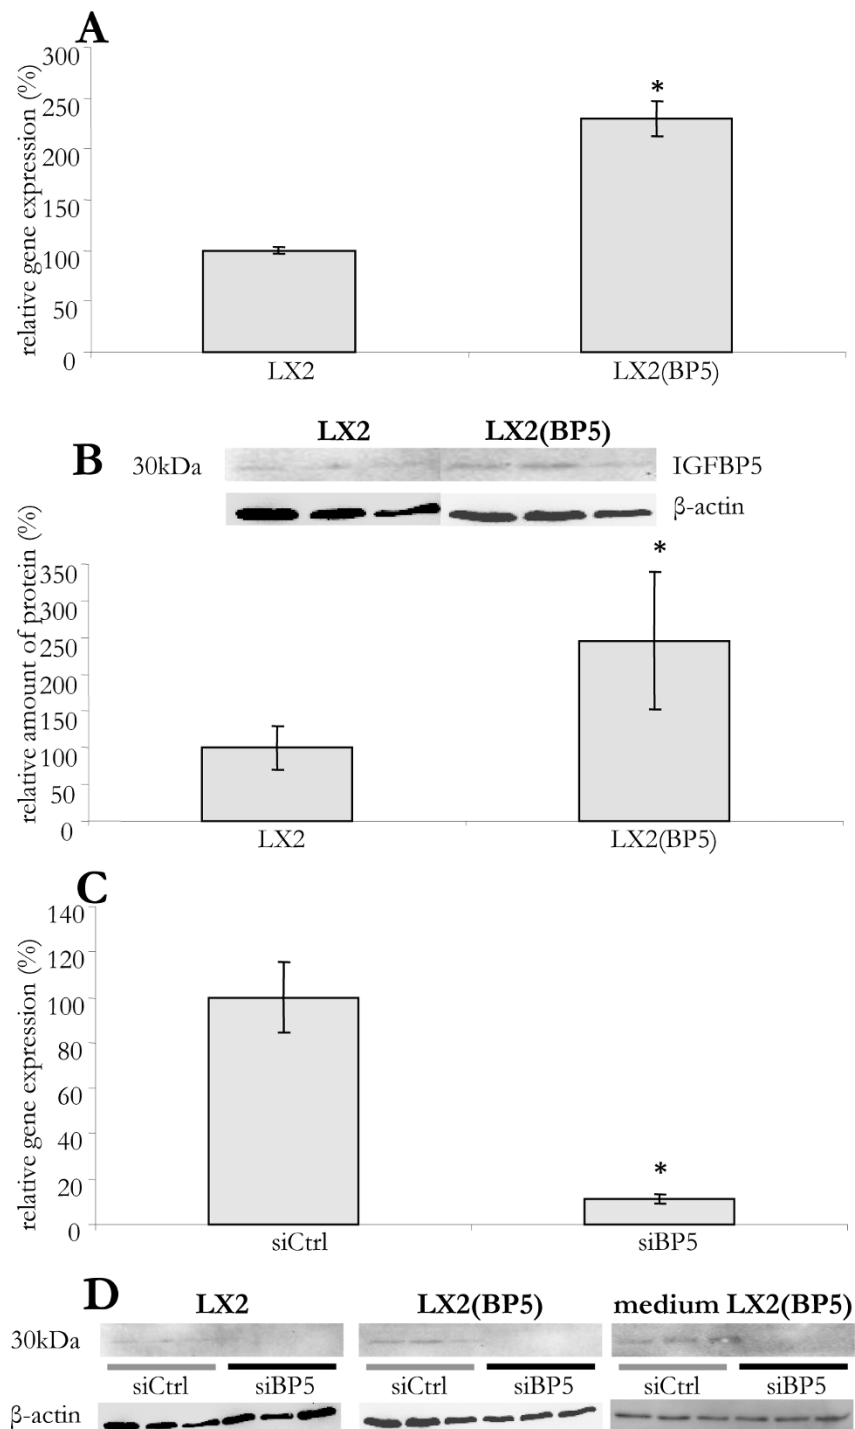 A
relative gene expression (%)
300
250
200
150
100
50
0
*
LX2
LX2(BP5)
B
LX2
LX2(BP5)
30kDa
IGFBP5
β-actin
relative amount of protein (%)
350
300
250
200
150
100
50
0
*
LX2
LX2(BP5)
C
relative gene expression (%)
140
120
100
80
60
40
20
0
*
siCtrl
siBP5
D
LX2
LX2(BP5)
medium LX2(BP5)
30kDa
siCtrl siBP5 siCtrl siBP5 siCtrl siBP5
β-actin